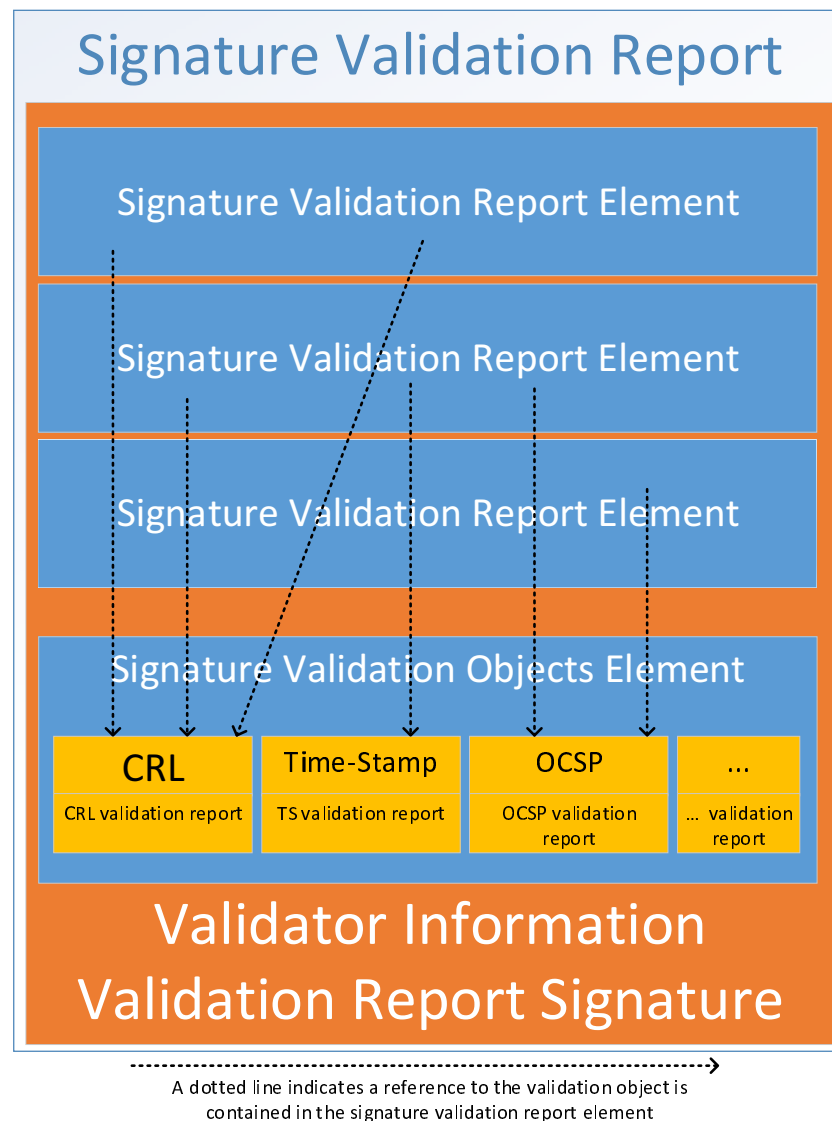 Signature Validation Report
Signature Validation Report Element
Signature Validation Report Element
Signature Validation Report Element
Signature Validation Objects Element
CRL
CRL validation report
Time-Stamp
TS validation report
OCSP
OCSP validation
report
...
... validation
report
Validator Information
Validation Report Signature
A dotted line indicates a reference to the validation object is
contained in the signature validation report element